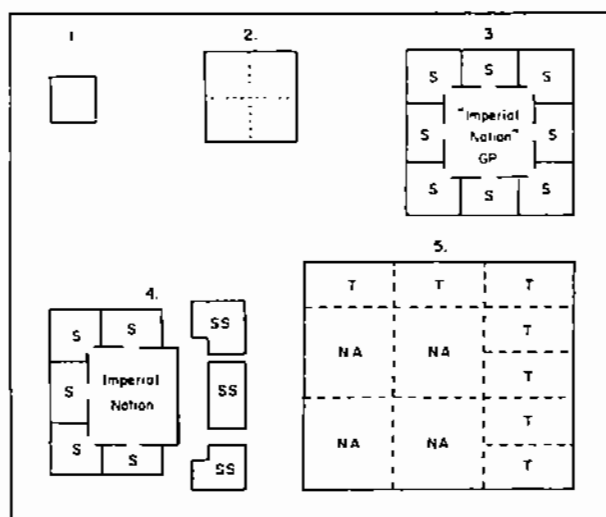 1.
2.
3
S S S
"Imperial
S Nation" S
GP
S S S
4.
S S SS
S Imperial SS
Nation
S S SS
5.
T T T
T
NA NA T
T
NA NA
T